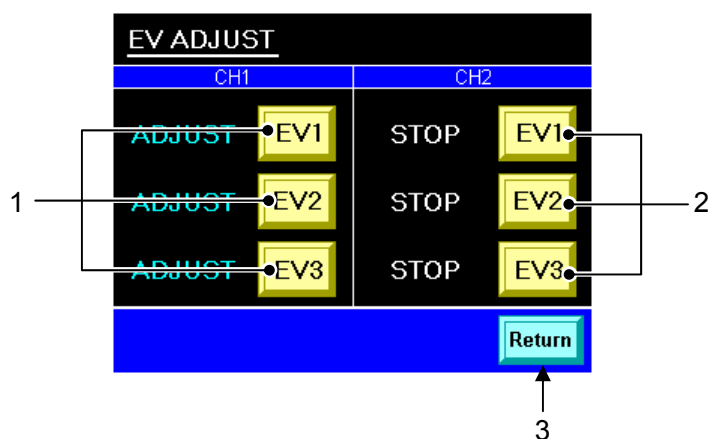 EV ADJUST
CH1 CH2
ADJUST EV1 STOP EV1
1 ADJUST EV2 STOP EV2 2
ADJUST EV3 STOP EV3
Return
3